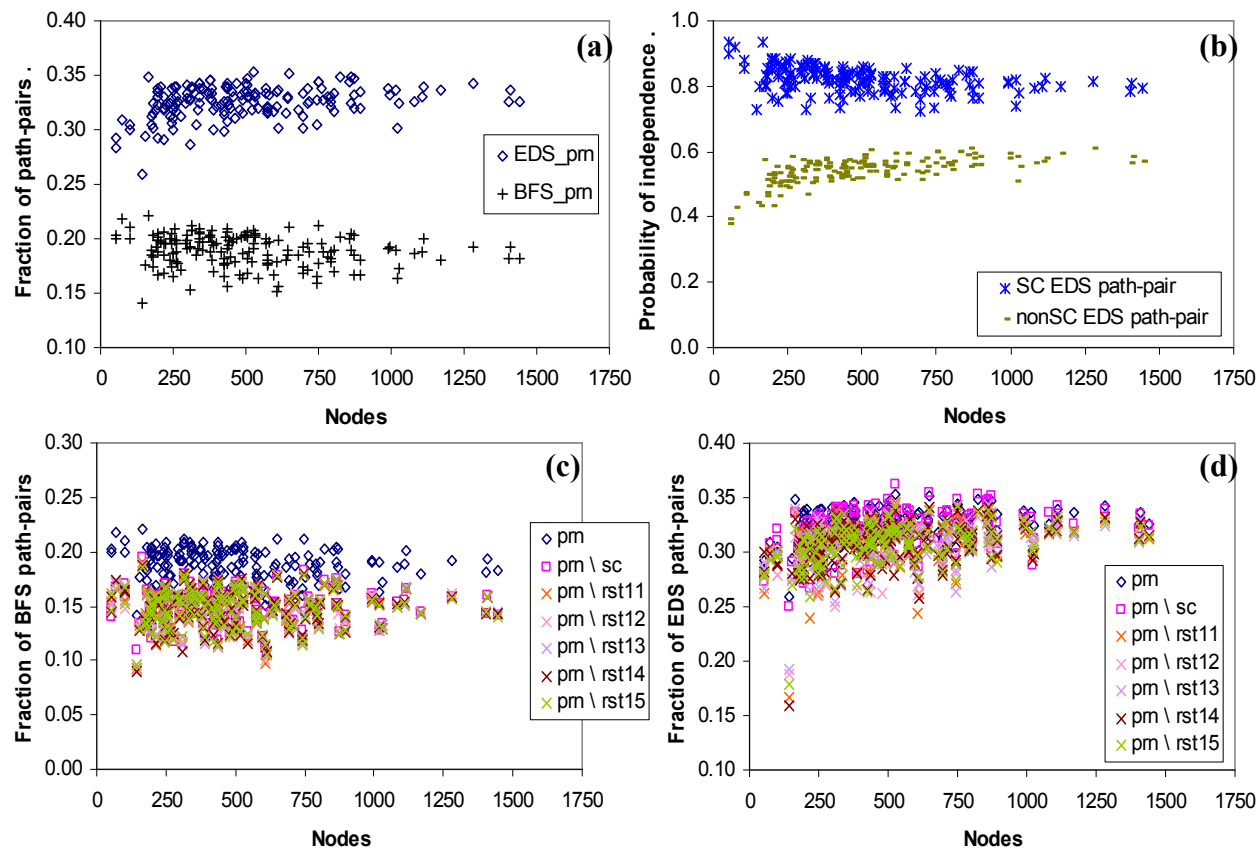 (a)
Fraction of path-pairs .
0.40
0.35
0.30
0.25
0.20
0.15
0.10
EDS_prn
BFS_prn
0 250 500 750 1000 1250 1500 1750
Nodes
(b)
Probability of independence .
1.0
0.8
0.6
0.4
0.2
0.0
SC EDS path-pair
nonSC EDS path-pair
0 250 500 750 1000 1250 1500 1750
Nodes
(c)
Fraction of BFS path-pairs
0.30
0.20
0.10
0.00
prn
prn \ sc
prn \ rst11
prn \ rst12
prn \ rst13
prn \ rst14
prn \ rst15
0 250 500 750 1000 1250 1500 1750
Nodes
(d)
Fraction of EDS path-pairs
0.40
0.35
0.30
0.25
0.20
0.15
0.10
prn
prn \ sc
prn \ rst11
prn \ rst12
prn \ rst13
prn \ rst14
prn \ rst15
0 250 500 750 1000 1250 1500 1750
Nodes